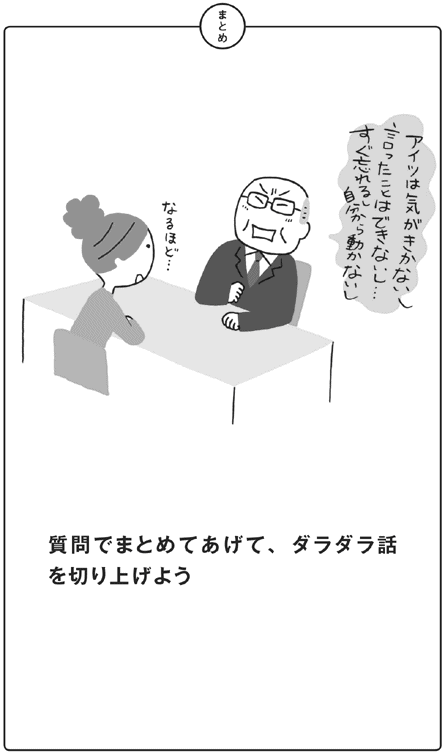 まとめ
アイツは気がきかないし
言ったことはできないし…
すぐ忘れるし
自分から動かないし
なるほど…
質問でまとめてあげて、ダラダラ話
を切り上げよう